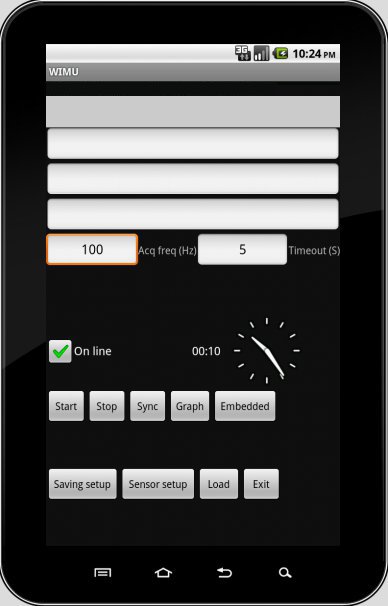 3G 10:24 PM
WIMU
100 Acq freq (Hz) 5 Timeout (S)
On line 00:10
Start Stop Sync Graph Embedded
Saving setup Sensor setup Load Exit